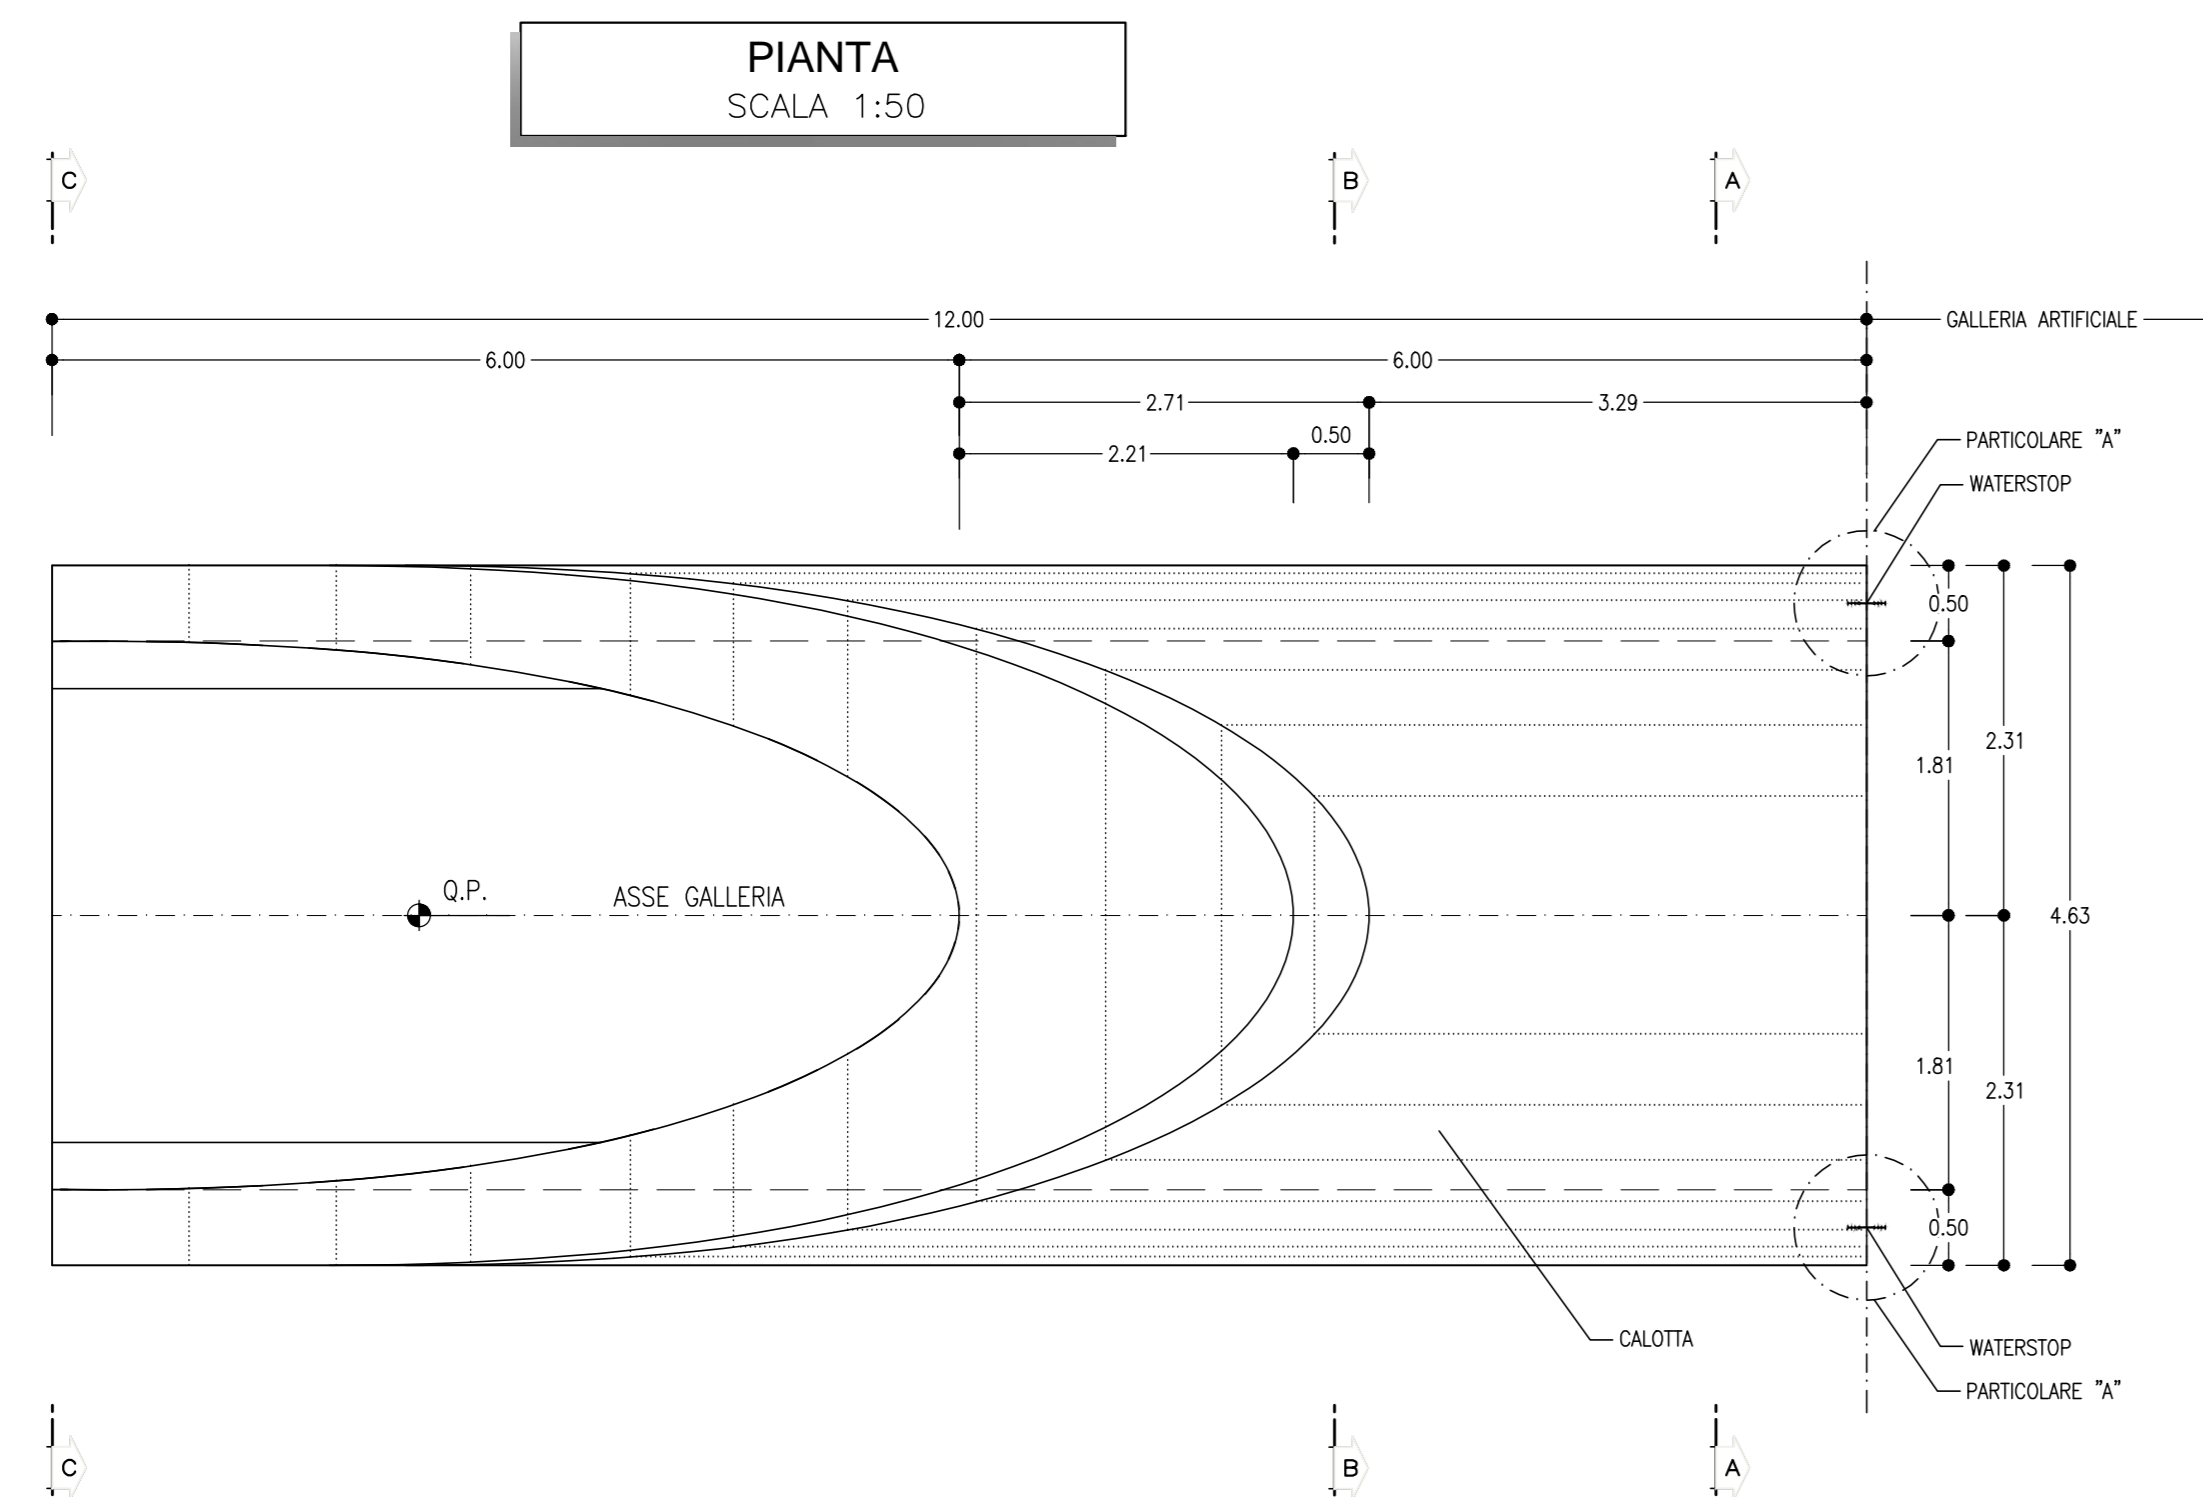 PIANTA
SCALA 1:50
C
B
A
12.00
GALLERIA ARTIFICIALE
6.00
6.00
2.71
3.29
2.21
0.50
PARTICOLARE "A"
WATERSTOP
0.50
2.31
1.81
Q.P.
ASSE GALLERIA
4.63
1.81
2.31
0.50
CALOTTA
WATERSTOP
PARTICOLARE "A"
C
B
A